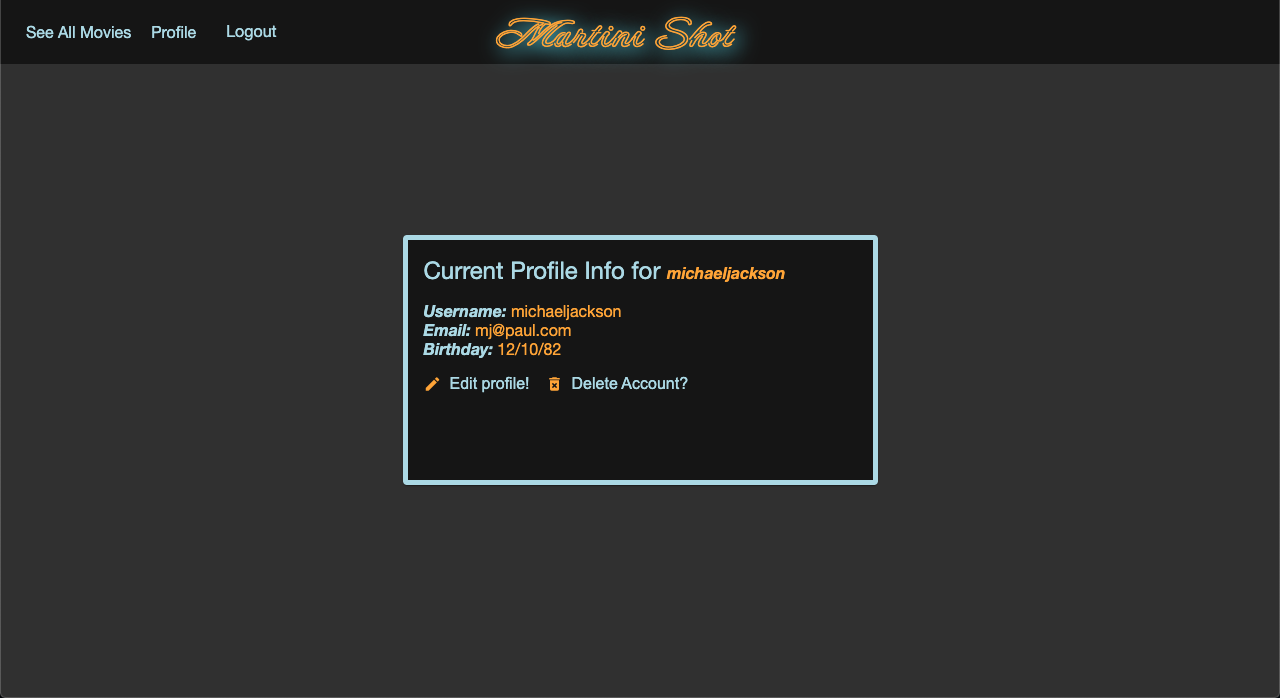 See All Movies Profile Logout Martini Shot
Current Profile Info for michaeljackson
Username: michaeljackson
Email: mj@paul.com
Birthday: 12/10/82
Edit profile! Delete Account?